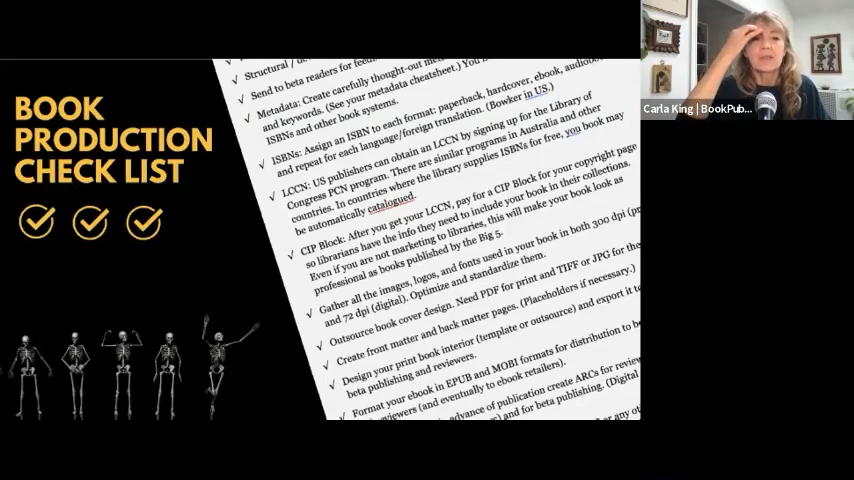 BOOK
PRODUCTION
CHECK LIST
√ Structural /
√ Send to beta readers for
√ Metadata: Create carefully thought-out
and keywords. (See your metadata cheatsheet.) You
ISBNs and other book systems.
√ ISBNs: Assign an ISBN to each format: paperback, hardcover, ebook,
and repeat for each language/foreign translation. (Bowker in US.)
√ LCCN: US publishers can obtain an LCCN by signing up for the Library of
Congress PCN program. There are similar programs in Australia and other
countries. In countries where the library supplies ISBNs for free, you book may
be automatically catalogued.
√ CIP Block: After you get your LCCN, pay for a CIP Block for your copyright page
so librarians have the info they need to include your book in their collections.
Even if you are not marketing to libraries, this will make your book look as
professional as books published by the Big 5.
√ Gather all the images, logos, and fonts used in your book in both 300 dpi
and 72 dpi (digital). Optimize and standardize them.
√ Outsource book cover design. Need PDF for print and TIFF or JPG for the
√ Create front matter and back matter pages. (Placeholders if necessary.)
√ Design your print book interior (template or outsource) and export it
beta publishing and reviewers.
√ Format your ebook in EPUB and MOBI formats for distribution to
reviewers (and eventually to ebook retailers).
advance of publication create ARCs for
and for beta publishing. (Digital
or any
Carla King | BookPub...